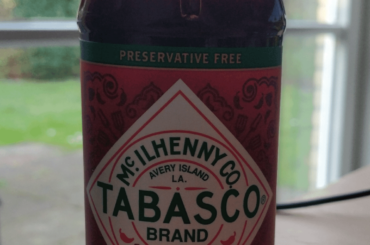 PRESERVATIVE FREE
McILHENNY CO.
AVERY ISLAND
LA.
TABASCO®
BRAND